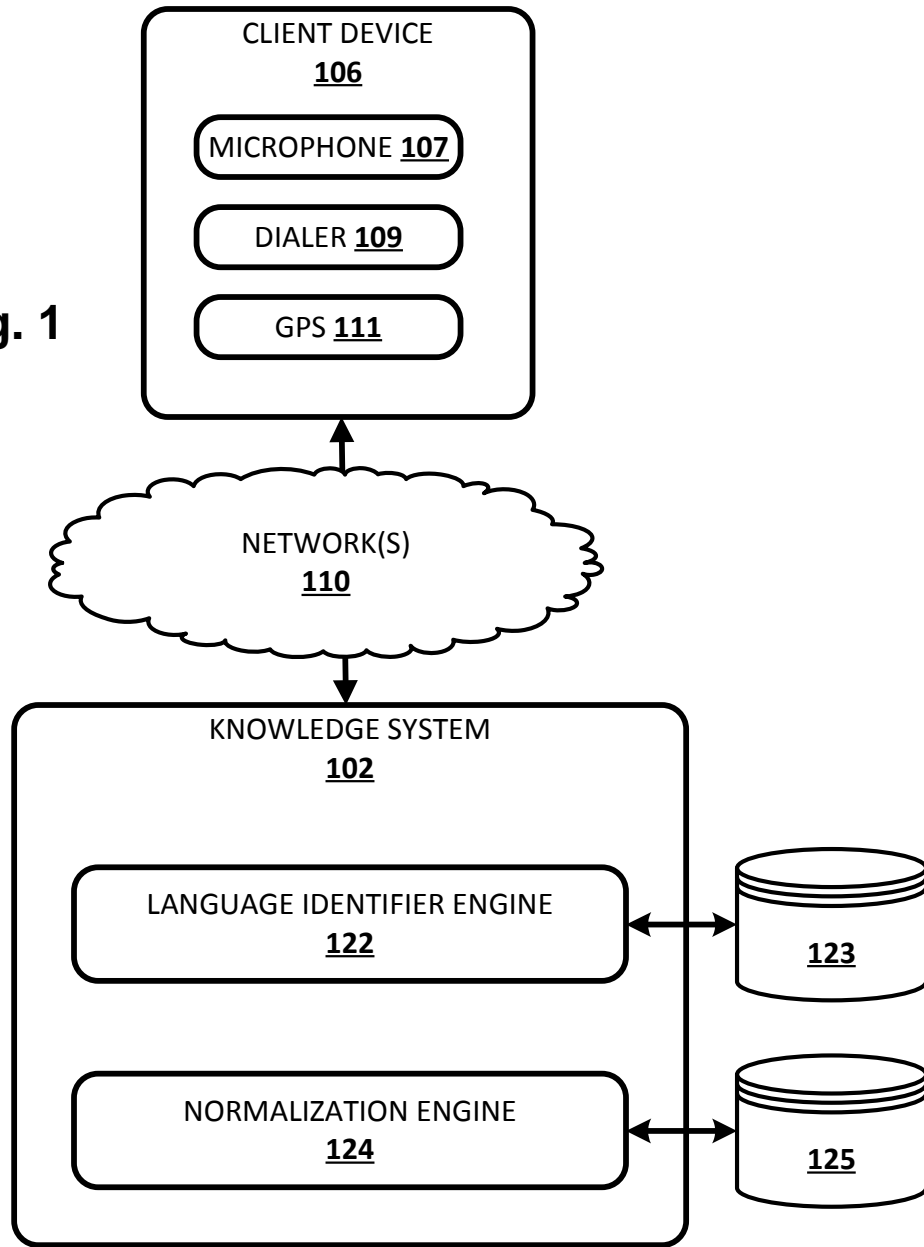 CLIENT DEVICE
106
MICROPHONE 107
DIALER 109
GPS 111
g. 1
NETWORK(S)
110
KNOWLEDGE SYSTEM
102
LANGUAGE IDENTIFIER ENGINE
122
123
NORMALIZATION ENGINE
124
125